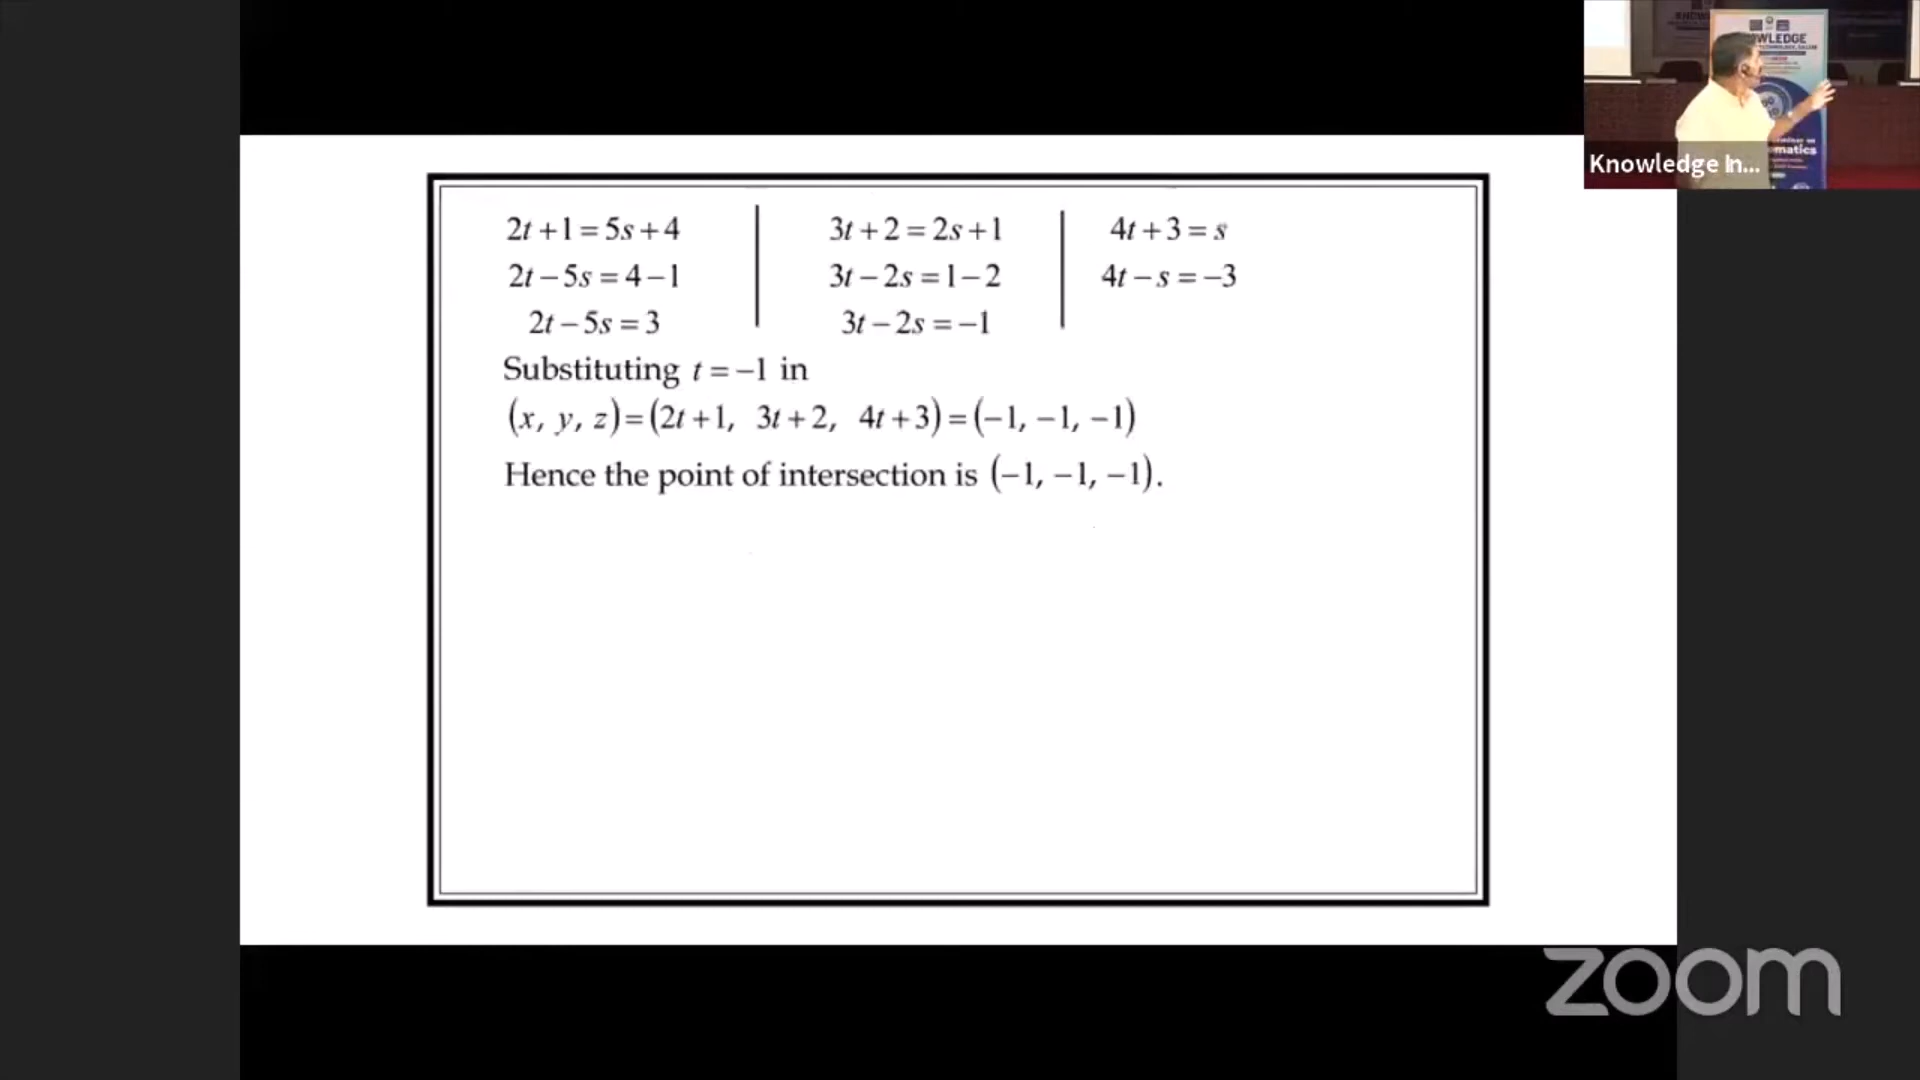 2t + 1 = 5s + 4
2t − 5s = 4 − 1
2t − 5s = 3
3t + 2 = 2s + 1
3t − 2s = 1 − 2
3t − 2s = −1
4t + 3 = s
4t − s = −3
Substituting t = −1 in
(x, y, z) = (2t + 1, 3t + 2, 4t + 3) = (−1, −1, −1)
Hence the point of intersection is (−1, −1, −1).
WLEDGE
matics
Knowledge In...
zoom